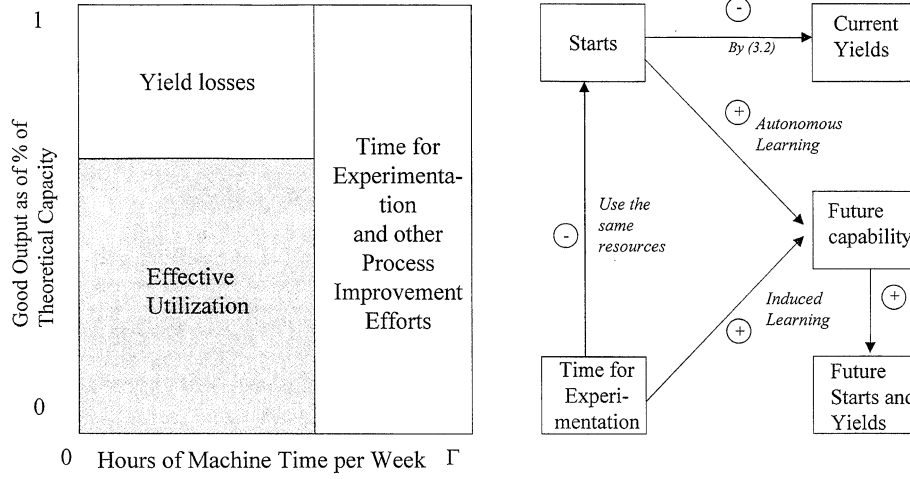 1
Yield losses
Good Output as of % of
Theoretical Capacity
Time for
Experimenta-
tion
and other
Process
Improvement
Efforts
Effective
Utilization
0
0
Hours of Machine Time per Week
Γ
Starts
-
By (3.2)
Current
Yields
+
Autonomous
Learning
Use the
same
resources
-
Future
capability
+
Induced
Learning
+
Time for
Experi-
mentation
Future
Starts and
Yields